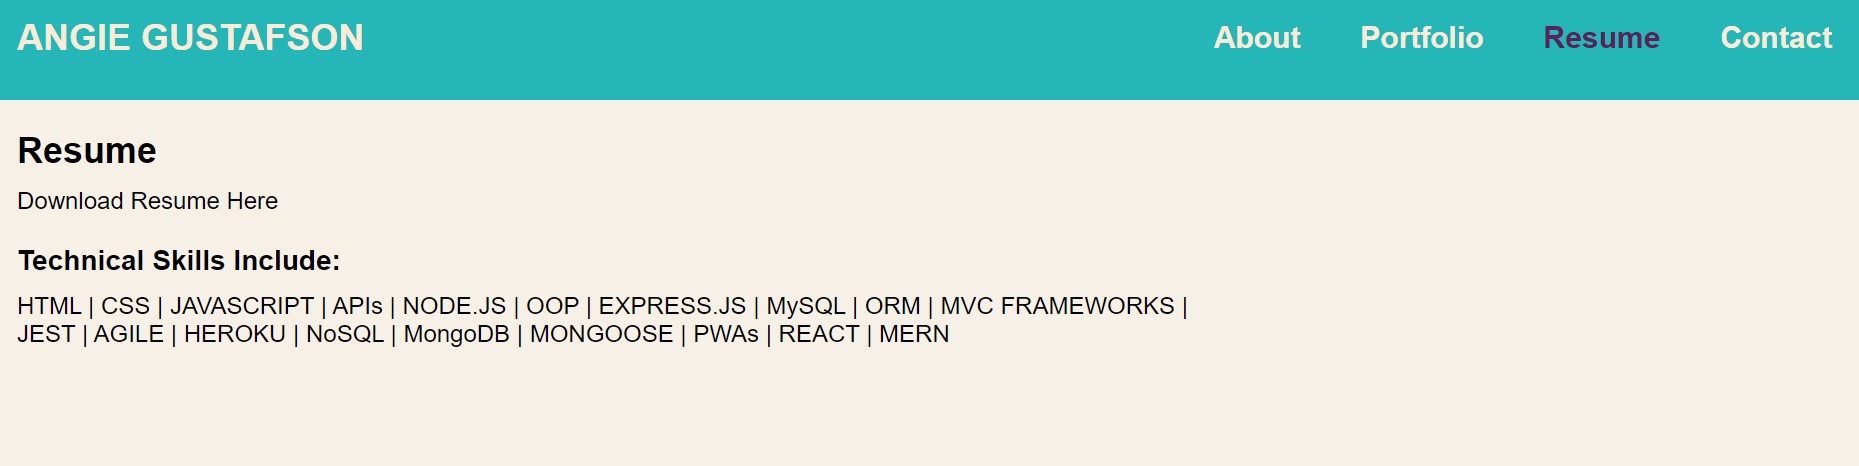 ANGIE GUSTAFSON
About Portfolio Resume Contact
Resume
Download Resume Here
Technical Skills Include:
HTML | CSS | JAVASCRIPT | APIs | NODE.JS | OOP | EXPRESS.JS | MySQL | ORM | MVC FRAMEWORKS |
JEST | AGILE | HEROKU | NoSQL | MongoDB | MONGOOSE | PWAs | REACT | MERN